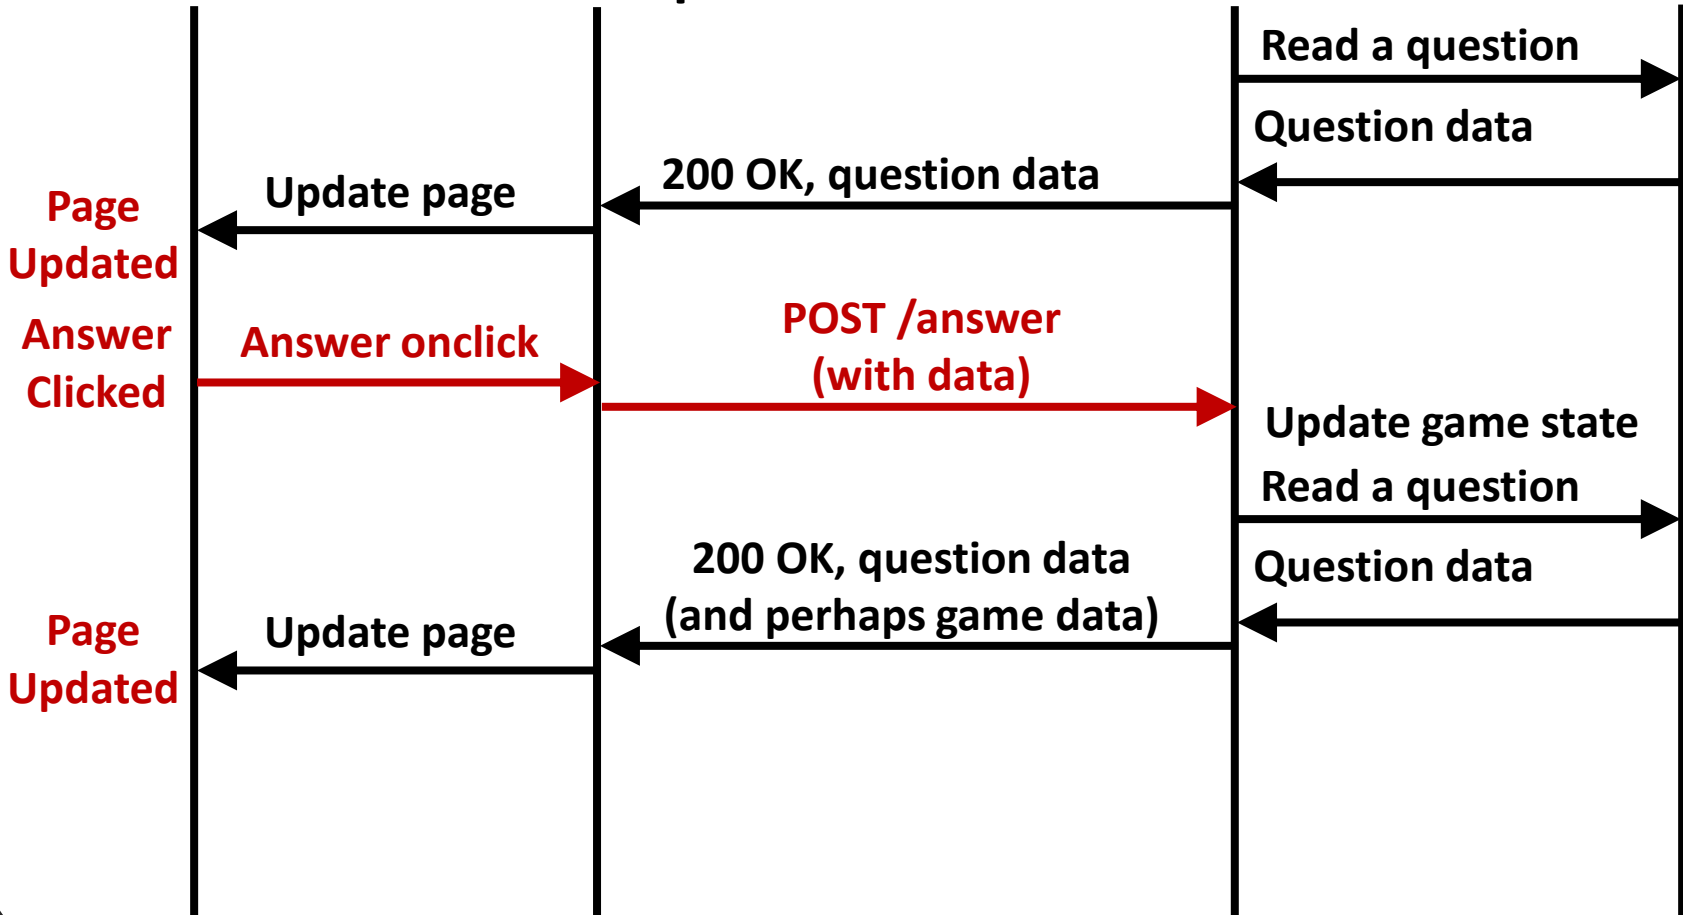 Read a question
Question data
200 OK, question data
Update page
Page
Updated
Answer
Clicked
Answer onclick
POST /answer
(with data)
Update game state
Read a question
Question data
200 OK, question data
(and perhaps game data)
Update page
Page
Updated